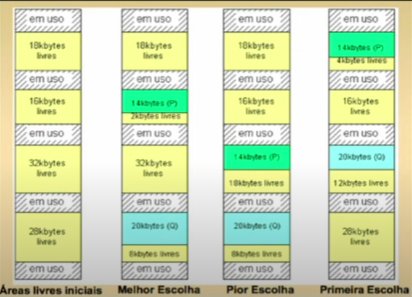 em uso
18kbytes
livres
em uso
16kbytes
livres
em uso
32kbytes
livres
em uso
28kbytes
livres
em uso
Áreas livres iniciais
em uso
18kbytes
livres
em uso
14kbytes (P)
2kbytes livres
em uso
32kbytes
livres
em uso
20kbytes (Q)
8kbytes livres
em uso
Melhor Escolha
em uso
18kbytes
livres
em uso
16kbytes
livres
em uso
14kbytes (P)
18kbytes livres
em uso
20kbytes (Q)
8kbytes livres
em uso
Pior Escolha
em uso
14kbytes (P)
4kbytes livres
em uso
16kbytes
livres
em uso
20kbytes (Q)
12kbytes livres
em uso
28kbytes
livres
em uso
Primeira Escolha